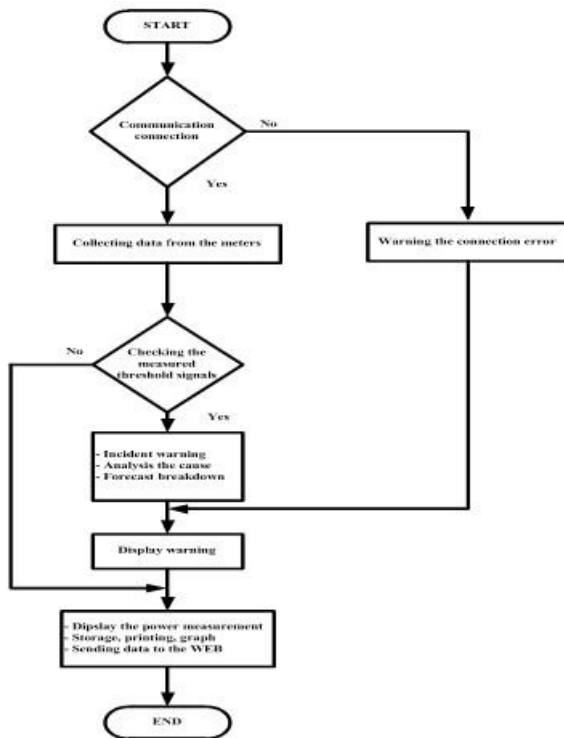 START
Communication
connection
No
Yes
Collecting data from the meters
Warning the connection error
No
Checking the
measured
threshold signals
Yes
- Incident warning
- Analysis the cause
- Forecast breakdown
Display warning
- Dipslay the power measurement
- Storage, printing, graph
- Sending data to the WEB
END